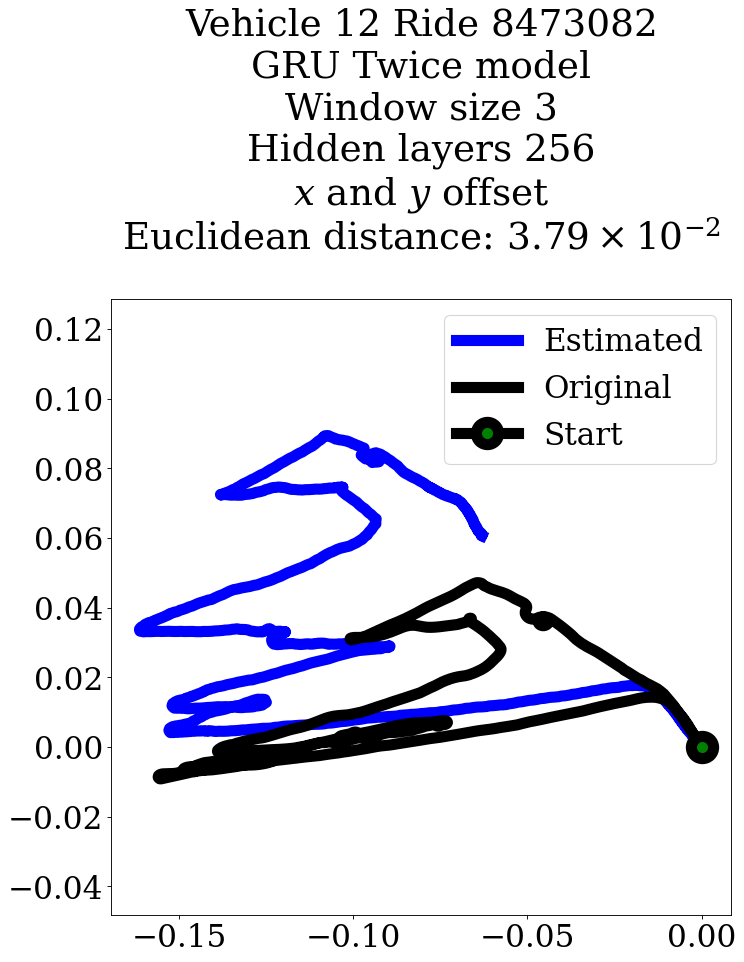 Vehicle 12 Ride 8473082
GRU Twice model
Window size 3
Hidden layers 256
x and y offset
Euclidean distance: 3.79 × 10⁻²
Estimated
Original
Start
0.12
0.10
0.08
0.06
0.04
0.02
0.00
−0.02
−0.04
−0.15 −0.10 −0.05 0.00